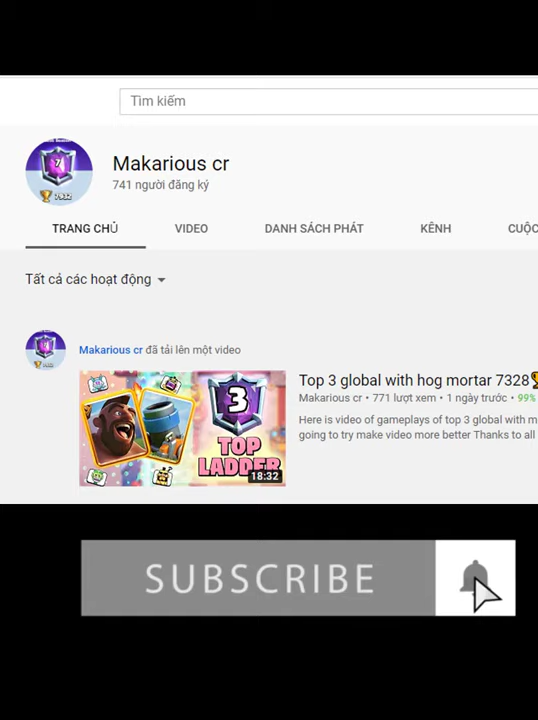 Tìm kiếm
7
7932
Makarious cr
741 người đăng ký
TRANG CHỦ VIDEO DANH SÁCH PHÁT KÊNH CUỘC
Tất cả các hoạt động
Makarious cr đã tải lên một video
3
TOP
LADDER
18:32
Top 3 global with hog mortar 7328🏆
Makarious cr • 771 lượt xem • 1 ngày trước • 99%
Here is video of gameplays of top 3 global with m
going to try make video more better Thanks to all
SUBSCRIBE